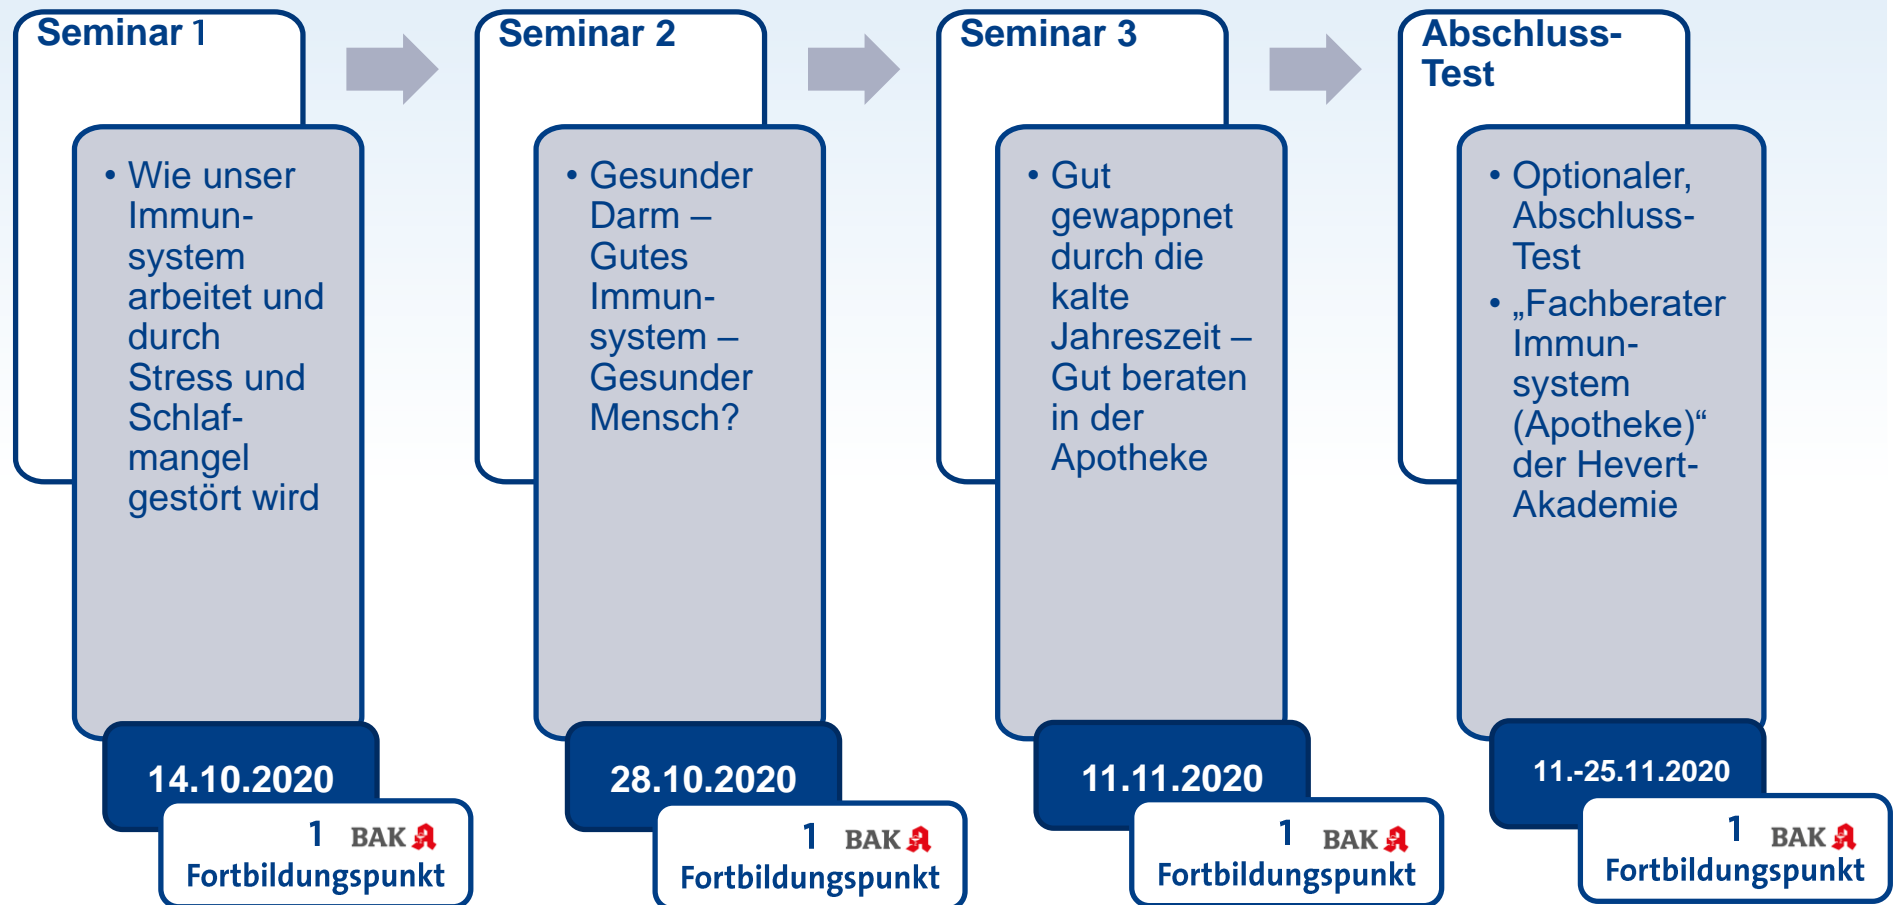 Seminar 1
• Wie unser
Immun-
system
arbeitet und
durch
Stress und
Schlaf-
mangel
gestört wird
14.10.2020
1 BAK
Fortbildungspunkt
Seminar 2
• Gesunder
Darm –
Gutes
Immun-
system –
Gesunder
Mensch?
28.10.2020
1 BAK
Fortbildungspunkt
Seminar 3
• Gut
gewappnet
durch die
kalte
Jahreszeit –
Gut beraten
in der
Apotheke
11.11.2020
1 BAK
Fortbildungspunkt
Abschluss-
Test
• Optionaler,
Abschluss-
Test
• „Fachberater
Immun-
system
(Apotheke)“
der Hevert-
Akademie
11.-25.11.2020
1 BAK
Fortbildungspunkt